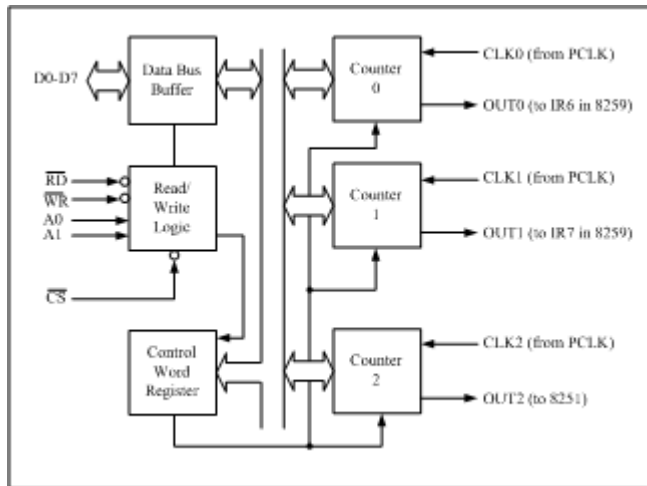 D0-D7
Data Bus
Buffer
Counter
0
CLK0 (from PCLK)
OUT0 (to IR6 in 8259)
RD
WR
A0
A1
Read/
Write
Logic
Counter
1
CLK1 (from PCLK)
OUT1 (to IR7 in 8259)
CS
Control
Word
Register
Counter
2
CLK2 (from PCLK)
OUT2 (to 8251)